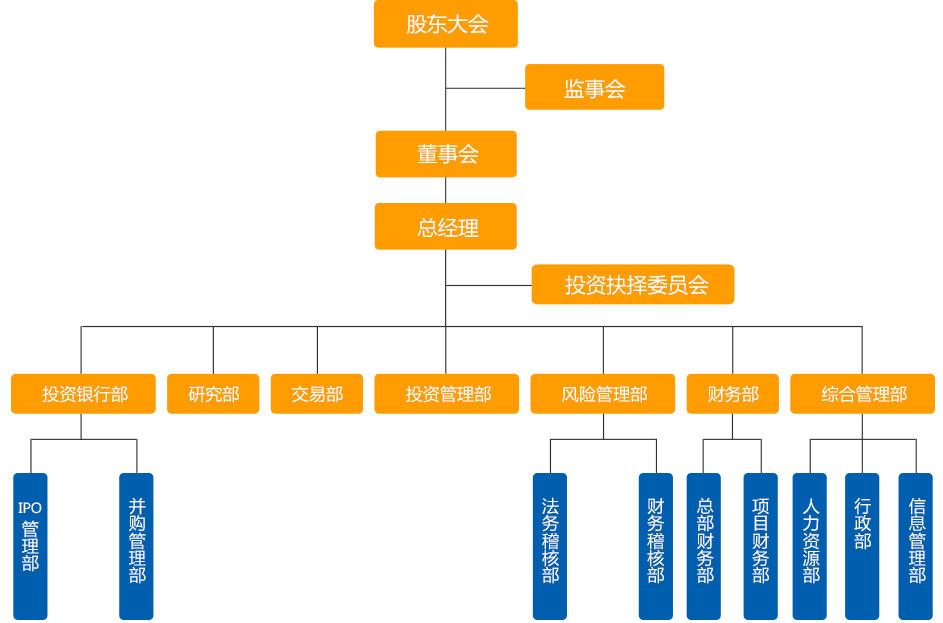 股东大会
监事会
董事会
总经理
投资抉择委员会
投资银行部
研究部
交易部
投资管理部
风险管理部
财务部
综合管理部
IPO
管理部
并购管理部
法务稽核部
财务稽核部
总部财务部
项目财务部
人力资源部
行政部
信息管理部